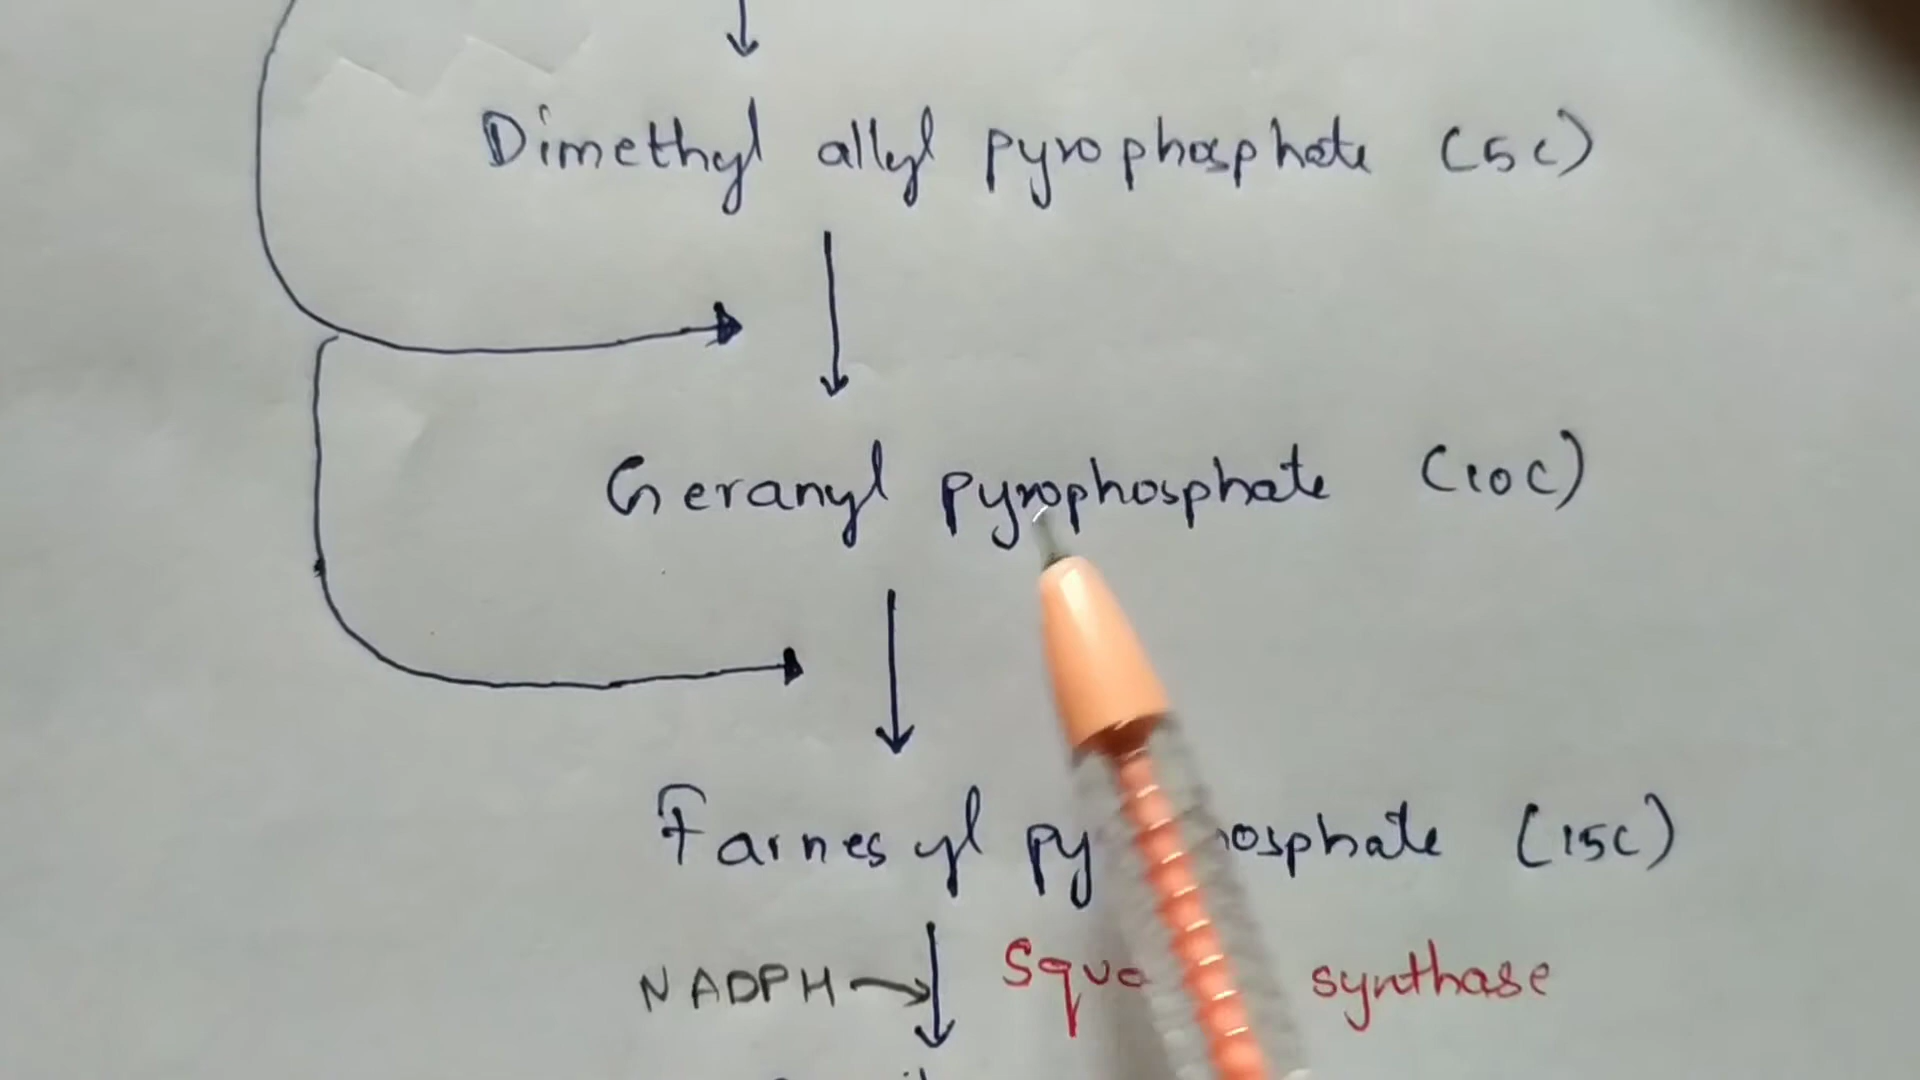 Dimethyl allyl pyrophosphate (5C)
Geranyl pyrophosphate (10C)
Farnesyl py osphate (15C)
NADPH Squa synthase